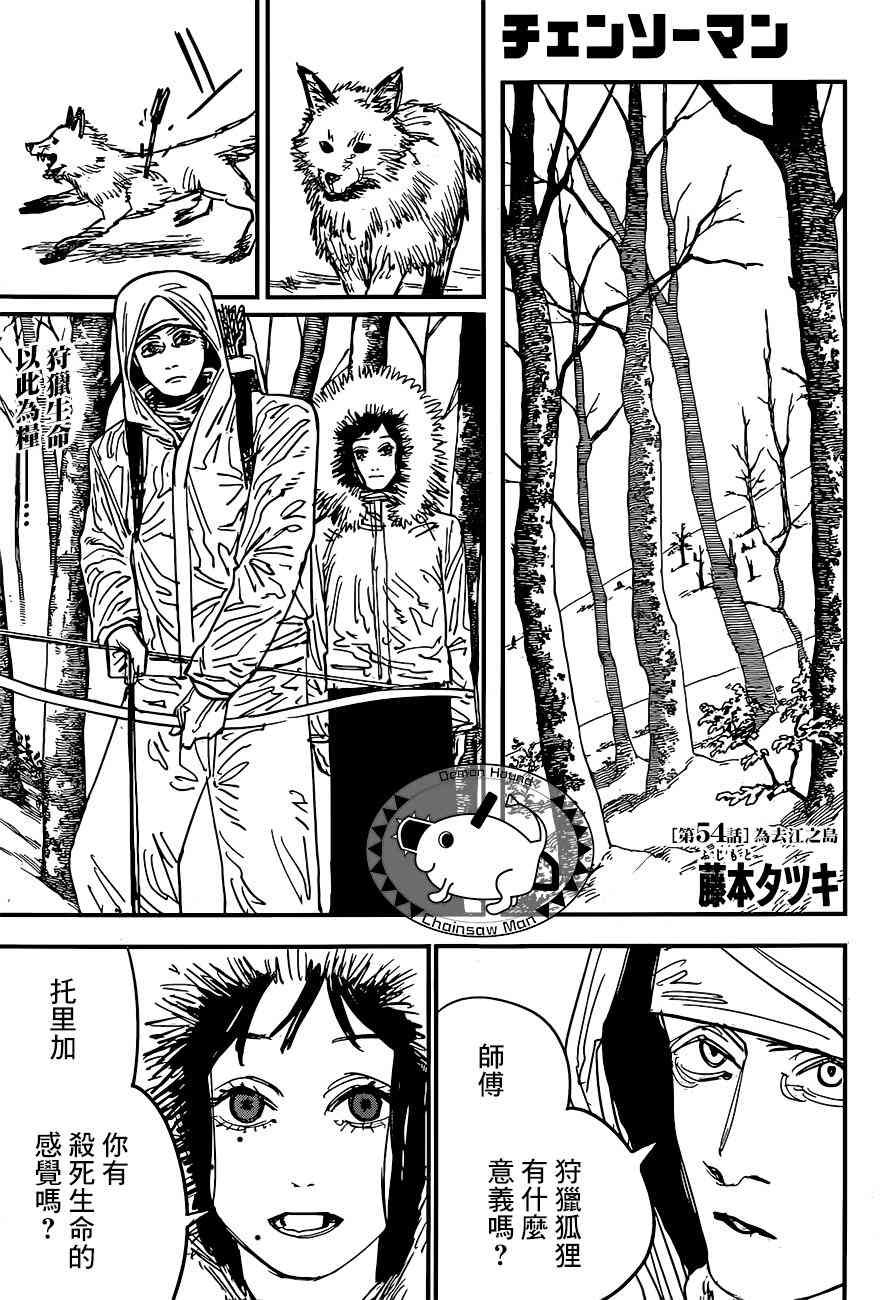 チェンソーマン
[第54話]為去江之島
ふじもと
藤本タツキ
狩獵生命
以此為糧——…
Demon Hound
Chainsaw Man
師傅
狩獵狐狸
有什麼
意義嗎?
托里加
你有
殺死生命的
感覺嗎?